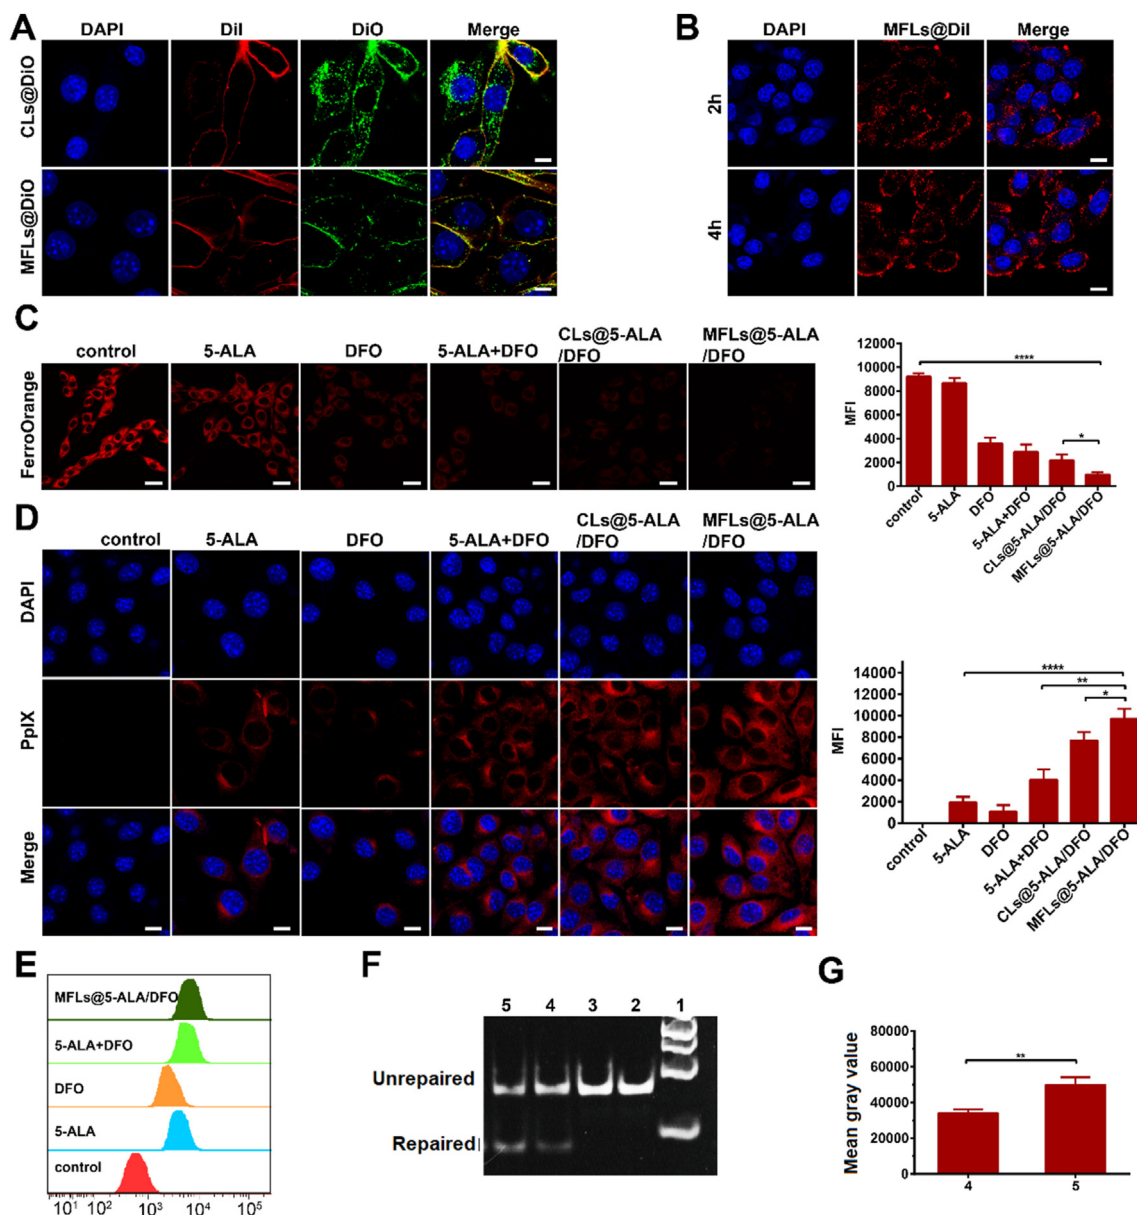 A
DAPI DiI DiO Merge
CLs@DiO
MFLs@DiO
B
DAPI MFLs@DiI Merge
2h
4h
C
control 5-ALA DFO 5-ALA+DFO CLs@5-ALA /DFO MFLs@5-ALA /DFO
FerroOrange
10000
8000
6000
4000
2000
0
MFI
****
*
control 5-ALA DFO 5-ALA+DFO CLs@5-ALA/DFO MFLs@5-ALA/DFO
D
control 5-ALA DFO 5-ALA+DFO CLs@5-ALA /DFO MFLs@5-ALA /DFO
DAPI
PpIX
Merge
14000
12000
10000
8000
6000
4000
2000
0
MFI
****
**
*
control 5-ALA DFO 5-ALA+DFO CLs@5-ALA/DFO MFLs@5-ALA/DFO
E
MFLs@5-ALA/DFO
5-ALA+DFO
DFO
5-ALA
control
10¹ 10² 10³ 10⁴ 10⁵
F
5 4 3 2 1
Unrepaired
Repaired
G
80000
60000
40000
20000
0
Mean gray value
**
4 5